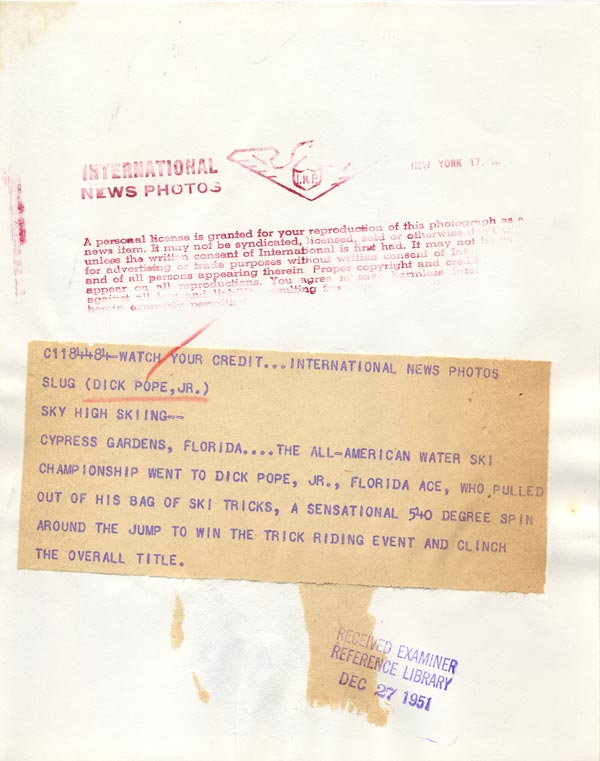 INTERNATIONAL
NEWS PHOTOS
I.N.P.
NEW YORK 17,
A personal license is granted for your reproduction of this photograph as a
news item. It may not be syndicated, licensed, sold or otherwise
unless the written consent of International is first had. It may not be
for advertising or trade purposes without written consent of
and of all persons appearing therein. Proper copyright and credit
appear on all reproductions. You agree to save harmless
against all
herein expressly
C1184484-WATCH YOUR CREDIT...INTERNATIONAL NEWS PHOTOS
SLUG (DICK POPE,JR.)
SKY HIGH SKIING--
CYPRESS GARDENS, FLORIDA....THE ALL-AMERICAN WATER SKI
CHAMPIONSHIP WENT TO DICK POPE, JR., FLORIDA ACE, WHO PULLED
OUT OF HIS BAG OF SKI TRICKS, A SENSATIONAL 540 DEGREE SPIN
AROUND THE JUMP TO WIN THE TRICK RIDING EVENT AND CLINCH
THE OVERALL TITLE.
RECEIVED EXAMINER
REFERENCE LIBRARY
DEC 27 1951